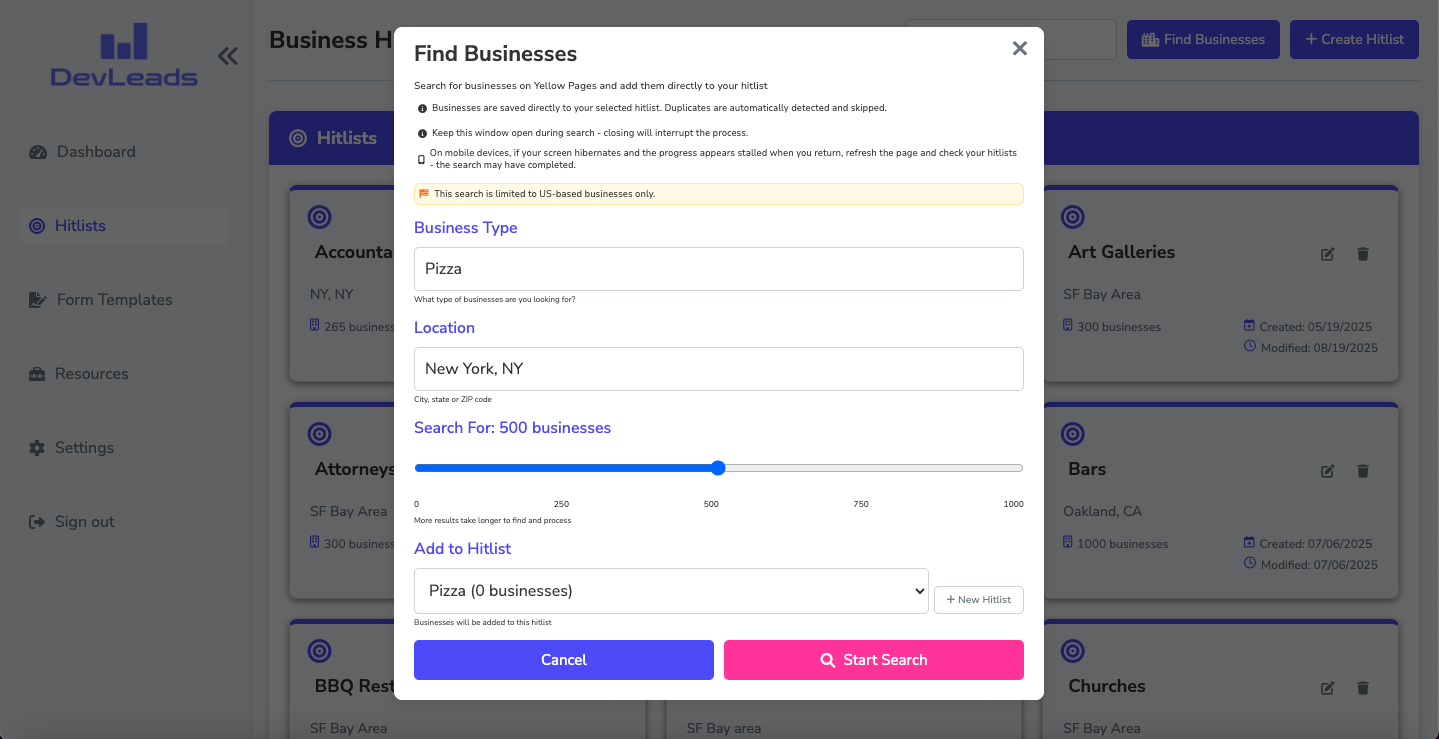 DevLeads
Dashboard
Hitlists
Form Templates
Resources
Settings
Sign out
Business H
Find Businesses
+ Create Hitlist
Hitlists
Accounta
NY, NY
265 business
Art Galleries
SF Bay Area
300 businesses
Created: 05/19/2025
Modified: 08/19/2025
Attorneys
SF Bay Area
300 business
Bars
Oakland, CA
1000 businesses
Created: 07/06/2025
Modified: 07/06/2025
BBQ Rest
SF Bay Area
SF Bay area
Churches
SF Bay Area
Find Businesses
Search for businesses on Yellow Pages and add them directly to your hitlist
Businesses are saved directly to your selected hitlist. Duplicates are automatically detected and skipped.
Keep this window open during search - closing will interrupt the process.
On mobile devices, if your screen hibernates and the progress appears stalled when you return, refresh the page and check your hitlists
- the search may have completed.
This search is limited to US-based businesses only.
Business Type
Pizza
What type of businesses are you looking for?
Location
New York, NY
City, state or ZIP code
Search For: 500 businesses
0 250 500 750 1000
More results take longer to find and process
Add to Hitlist
Pizza (0 businesses)
+ New Hitlist
Businesses will be added to this hitlist
Cancel
Start Search